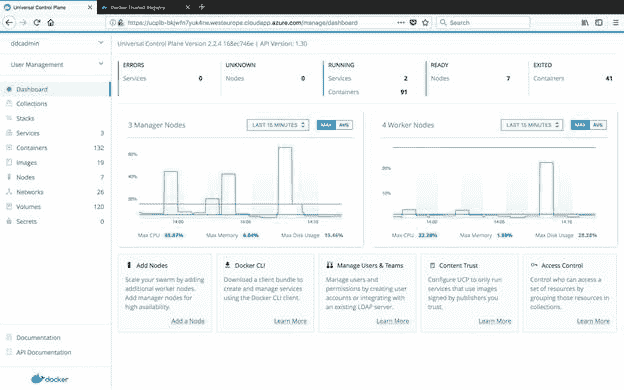 Universal Control Plane
Docker Trusted Registry
https://ucplb-bkjwfn7yuk4ne.westeurope.cloudapp.azure.com/manage/dashboard
Search
ddcadmin
Universal Control Plane Version 2.2.4 168ec746e | API Version: 1.30
User Management
Dashboard
Collections
Stacks
Services 3
Containers 132
Images 19
Nodes 7
Networks 26
Volumes 120
Secrets 0
Documentation
API Documentation
docker
ERRORS
Services 0
UNKNOWN
Nodes 0
RUNNING
Services 2
Containers 91
READY
Nodes 7
EXITED
Containers 41
3 Manager Nodes
LAST 15 MINUTES
MAX
AVG
60%
40%
20%
14:00
14:05
14:10
Max CPU
Max Memory 6.04%
Max Disk Usage 15.46%
4 Worker Nodes
LAST 15 MINUTES
MAX
AVG
20%
10%
14:00
14:05
14:10
Max CPU
Max Memory
Max Disk Usage
Add Nodes
Scale your swarm by adding
additional worker nodes.
Add manager nodes for
high availability.
Add a Node
Docker CLI
Download a client bundle to
create and manage services
using the Docker CLI client.
Learn More
Manage Users & Teams
Manage users and
permissions by creating user
accounts or integrating with
an existing LDAP server.
Learn More
Content Trust
Configure UCP to only run
services that use images
signed by publishers you
trust.
Learn More
Access Control
Control who can access a
set of resources by
grouping those resources in
collections.
Learn More